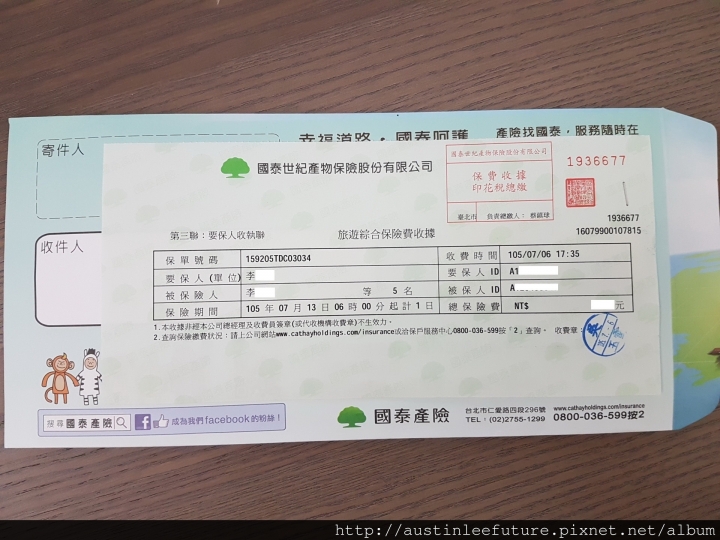 幸福道路，國泰呵護 產險找國泰，服務隨時在
寄件人
收件人
國泰世紀產物保險股份有限公司
國泰世紀產物保險股份有限公司
保費收據
印花稅總繳
臺北市 負責總繳人：蔡鎮球
1936677
1936677
16079900107815
第三聯：要保人收執聯 旅遊綜合保險費收據
保單號碼 159205TDC03034 收費時間 105/07/06 17:35
要保人(單位) 李 要保人ID A1
被保險人 李 等 5 名 被保人ID
保險期間 105 年 07 月 13 日 06 時 00 分起計 1 日 總保險費 NT$ 元
1.本收據非經本公司總經理及收費員簽章(或代收機構收費章)不生效力。
2.查詢保險繳費狀況：請上公司網站www.cathayholdings.com/insurance或洽保戶服務中心0800-036-599按「2」查詢。 收費章：
搜尋 國泰產險
f 成為我們facebook的粉絲！
國泰產險
台北市仁愛路四段296號
TEL：(02)2755-1299
www.cathayholdings.com/insurance
0800-036-599按2
http://austinleefuture.pixnet.net/album